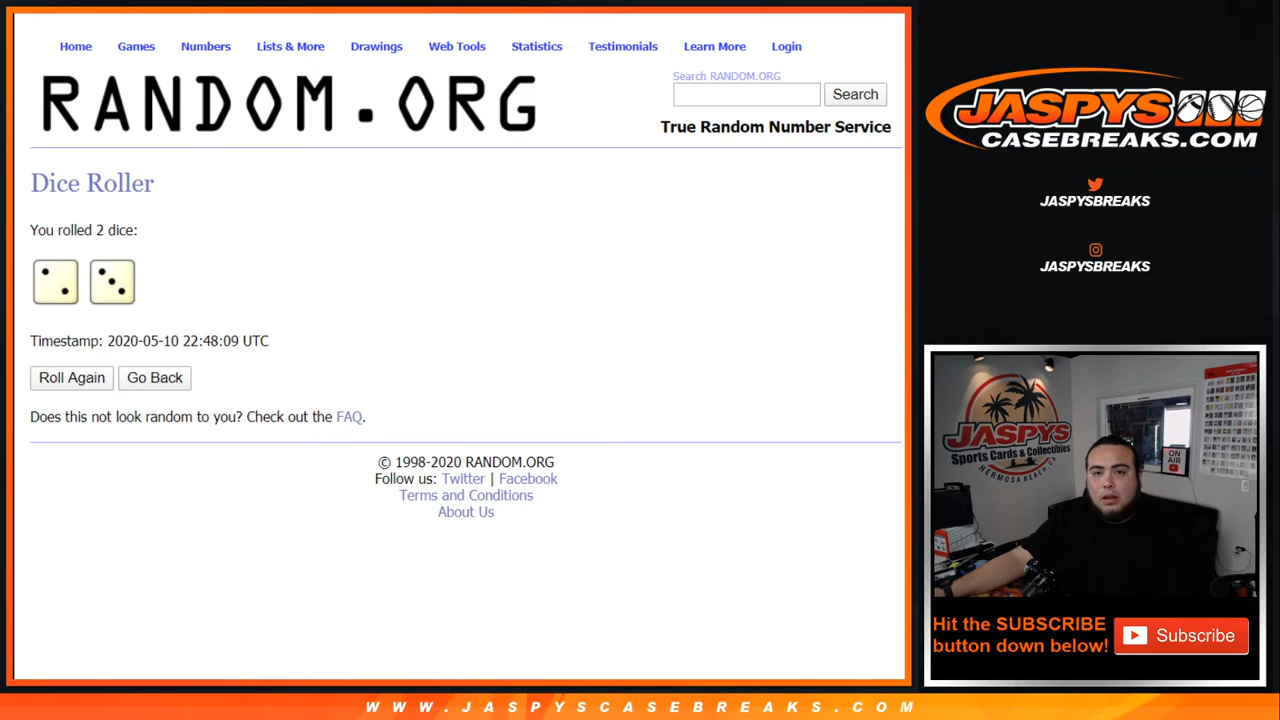 Home Games Numbers Lists & More Drawings Web Tools Statistics Testimonials Learn More Login
RANDOM.ORG
Search RANDOM.ORG
Search
True Random Number Service
Dice Roller
You rolled 2 dice:
Timestamp: 2020-05-10 22:48:09 UTC
Roll Again Go Back
Does this not look random to you? Check out the FAQ.
© 1998-2020 RANDOM.ORG
Follow us: Twitter | Facebook
Terms and Conditions
About Us
JASPYS
CASEBREAKS.COM
JASPYSBREAKS
JASPYSBREAKS
JASPYS
Sports Cards & Collectibles
HERMOSA BEACH, CA
ON
AIR
Hit the SUBSCRIBE
button down below!
Subscribe
WWW.JASPYSCASEBREAKS.COM